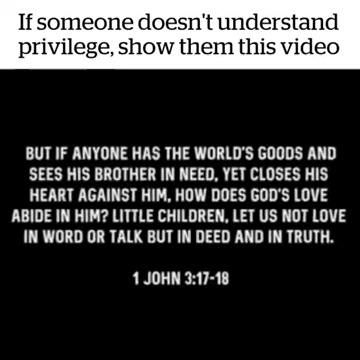 If someone doesn't understand
privilege, show them this video
BUT IF ANYONE HAS THE WORLD'S GOODS AND
SEES HIS BROTHER IN NEED, YET CLOSES HIS
HEART AGAINST HIM, HOW DOES GOD'S LOVE
ABIDE IN HIM? LITTLE CHILDREN, LET US NOT LOVE
IN WORD OR TALK BUT IN DEED AND IN TRUTH.
1 JOHN 3:17-18